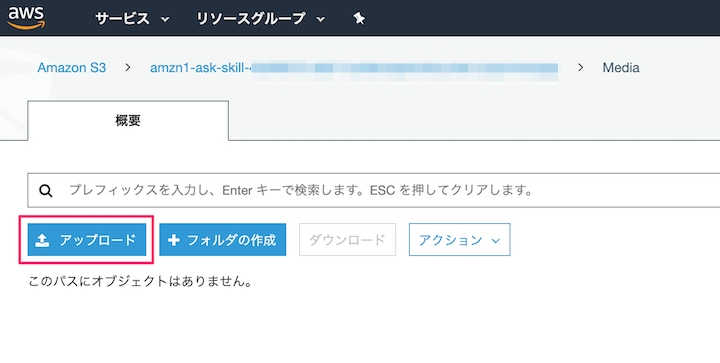 aws サービス リソースグループ
Amazon S3 > amzn1-ask-skill- > Media
概要
プレフィックスを入力し、Enter キーで検索します。ESC を押してクリアします。
アップロード + フォルダの作成 ダウンロード アクション
このパスにオブジェクトはありません。